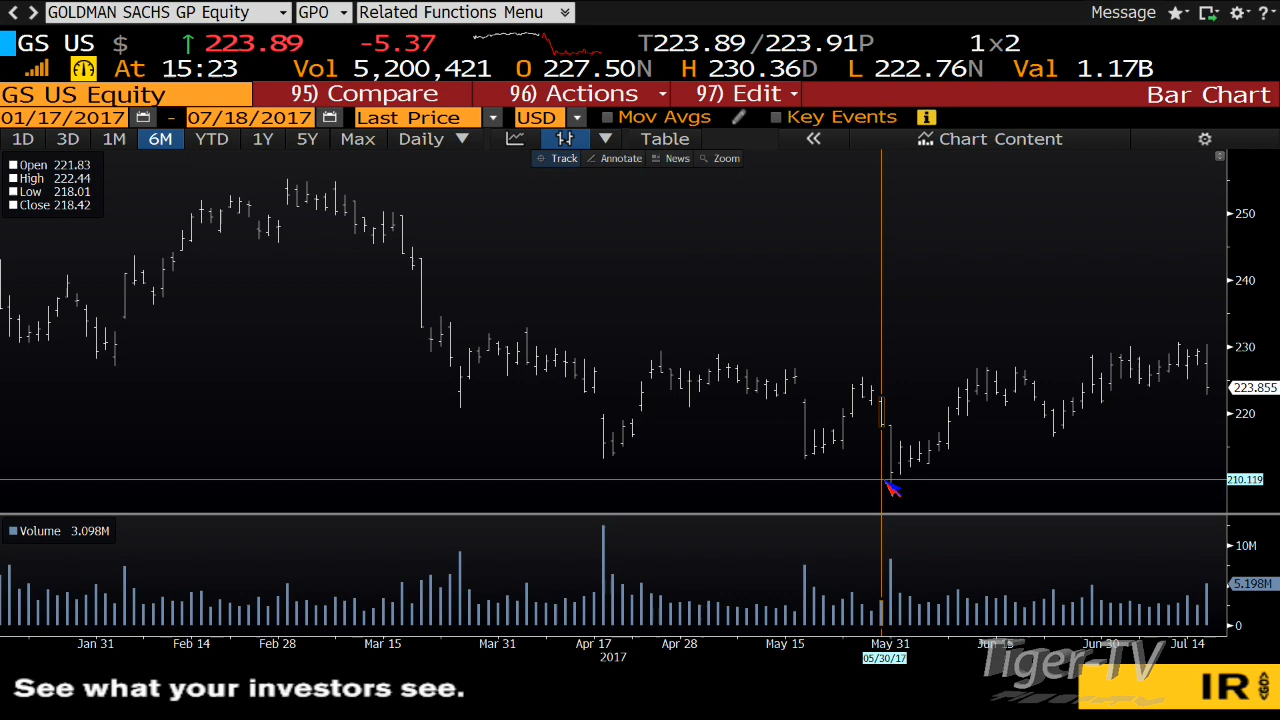 GOLDMAN SACHS GP Equity GPO Related Functions Menu Message ?
GS US $ ↑ 223.89 -5.37 T223.89/223.91P 1x2
At 15:23 Vol 5,200,421 O 227.50N H 230.36D L 222.76N Val 1.17B
GS US Equity 95) Compare 96) Actions 97) Edit Bar Chart
01/17/2017 - 07/18/2017 Last Price USD Mov Avgs Key Events i
1D 3D 1M 6M YTD 1Y 5Y Max Daily Table « Chart Content
Track Annotate News Zoom
Open 221.83
High 222.44
Low 218.01
Close 218.42
250
240
230
223.855
220
210.119
Volume 3.098M
10M
5.198M
0
Jan 31 Feb 14 Feb 28 Mar 15 Mar 31 Apr 17 Apr 28 May 15 May 31 Jun 15 Jun 30 Jul 14
2017
05/30/17
Tiger-TV
See what your investors see.
IR